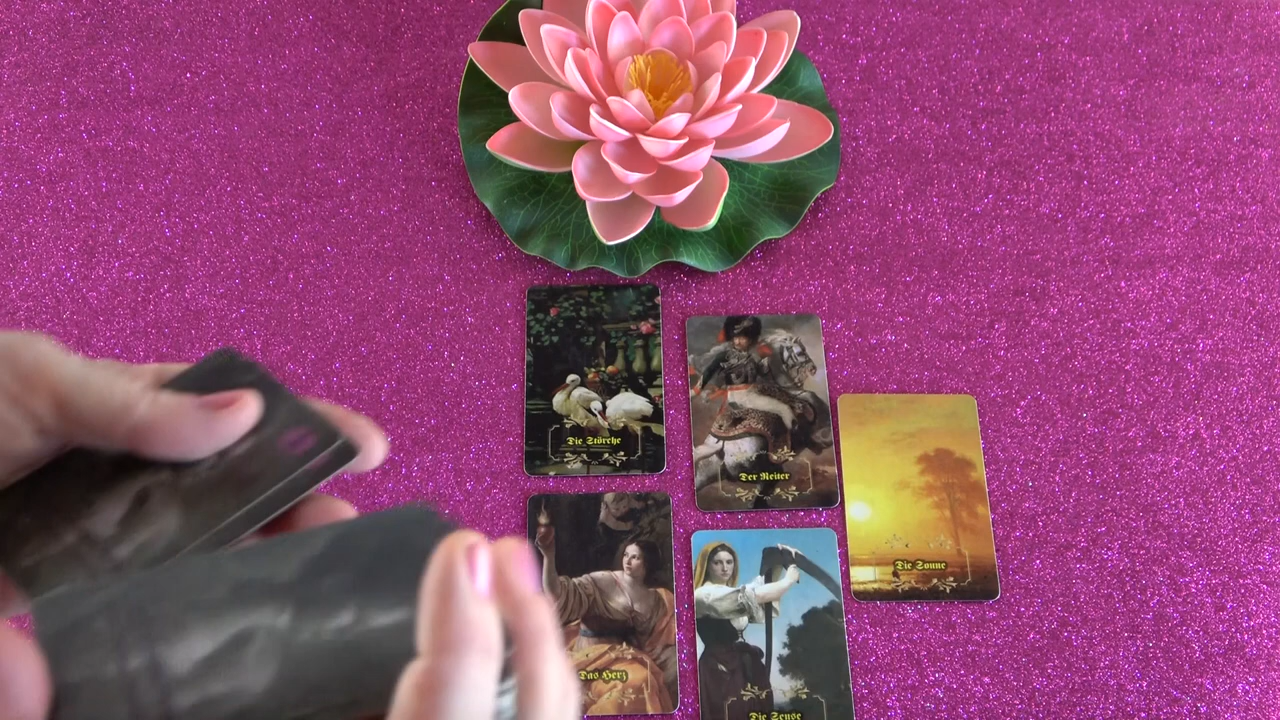 Die Störche
Der Reiter
Die Sonne
Das Herz
Die Sense